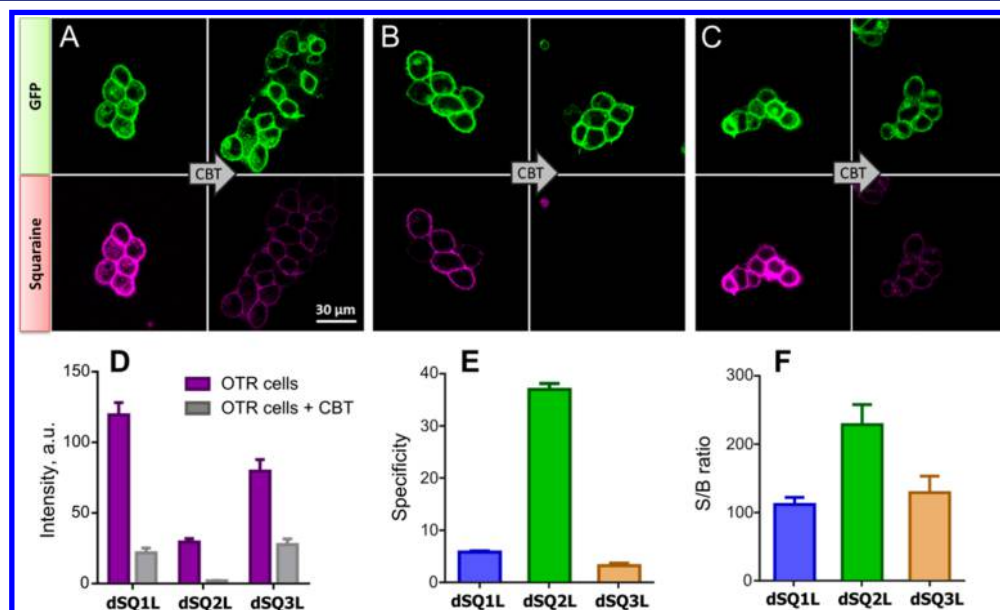 A
B
C
GFP
Squaraine
CBT
CBT
CBT
30 µm
D
Intensity, a.u.
150
100
50
0
OTR cells
OTR cells + CBT
dSQ1L dSQ2L dSQ3L
E
Specificity
40
30
20
10
0
dSQ1L dSQ2L dSQ3L
F
S/B ratio
300
200
100
0
dSQ1L dSQ2L dSQ3L